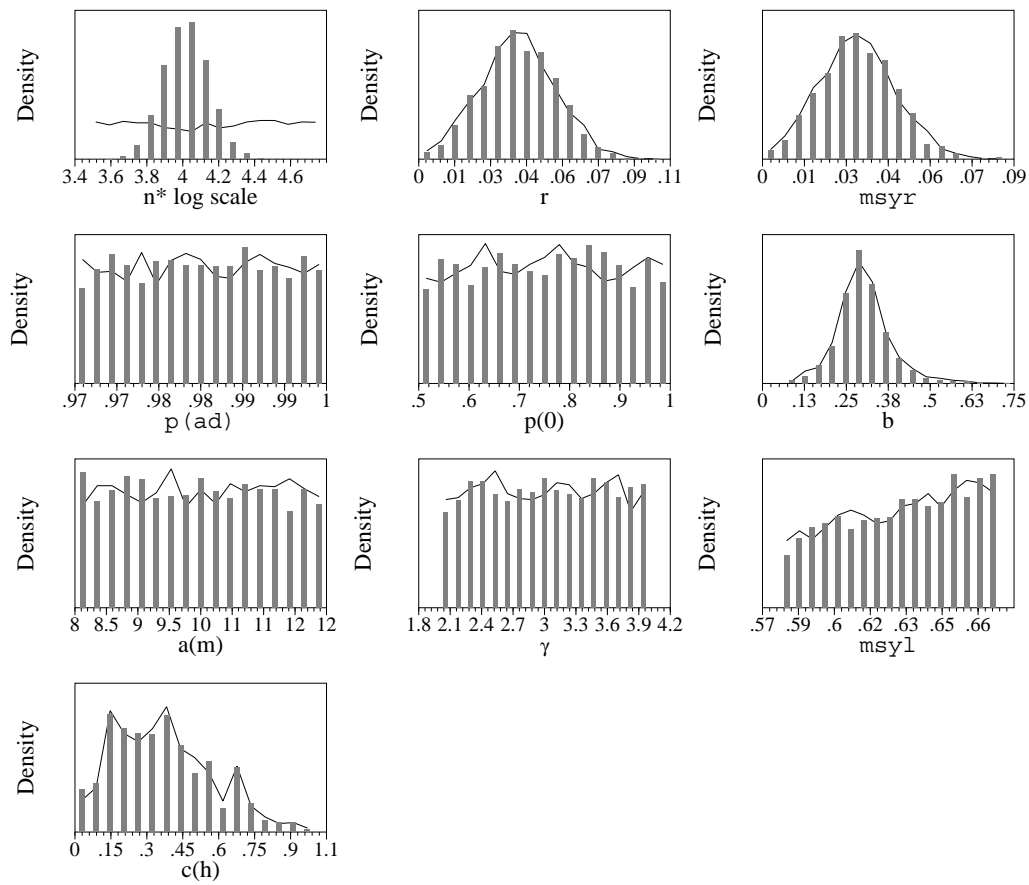 Density
3.4 3.6 3.8 4 4.2 4.4 4.6
n* log scale
Density
0 .01 .03 .04 .06 .07 .09 .11
r
Density
0 .01 .03 .04 .06 .07 .09
msyr
Density
.97 .97 .98 .98 .99 .99 1
p(ad)
Density
.5 .6 .7 .8 .9 1
p(0)
Density
0 .13 .25 .38 .5 .63 .75
b
Density
8 8.5 9 9.5 10 11 11 12 12
a(m)
Density
1.8 2.1 2.4 2.7 3 3.3 3.6 3.9 4.2
γ
Density
.57 .59 .6 .62 .63 .65 .66
msyl
Density
0 .15 .3 .45 .6 .75 .9 1.1
c(h)